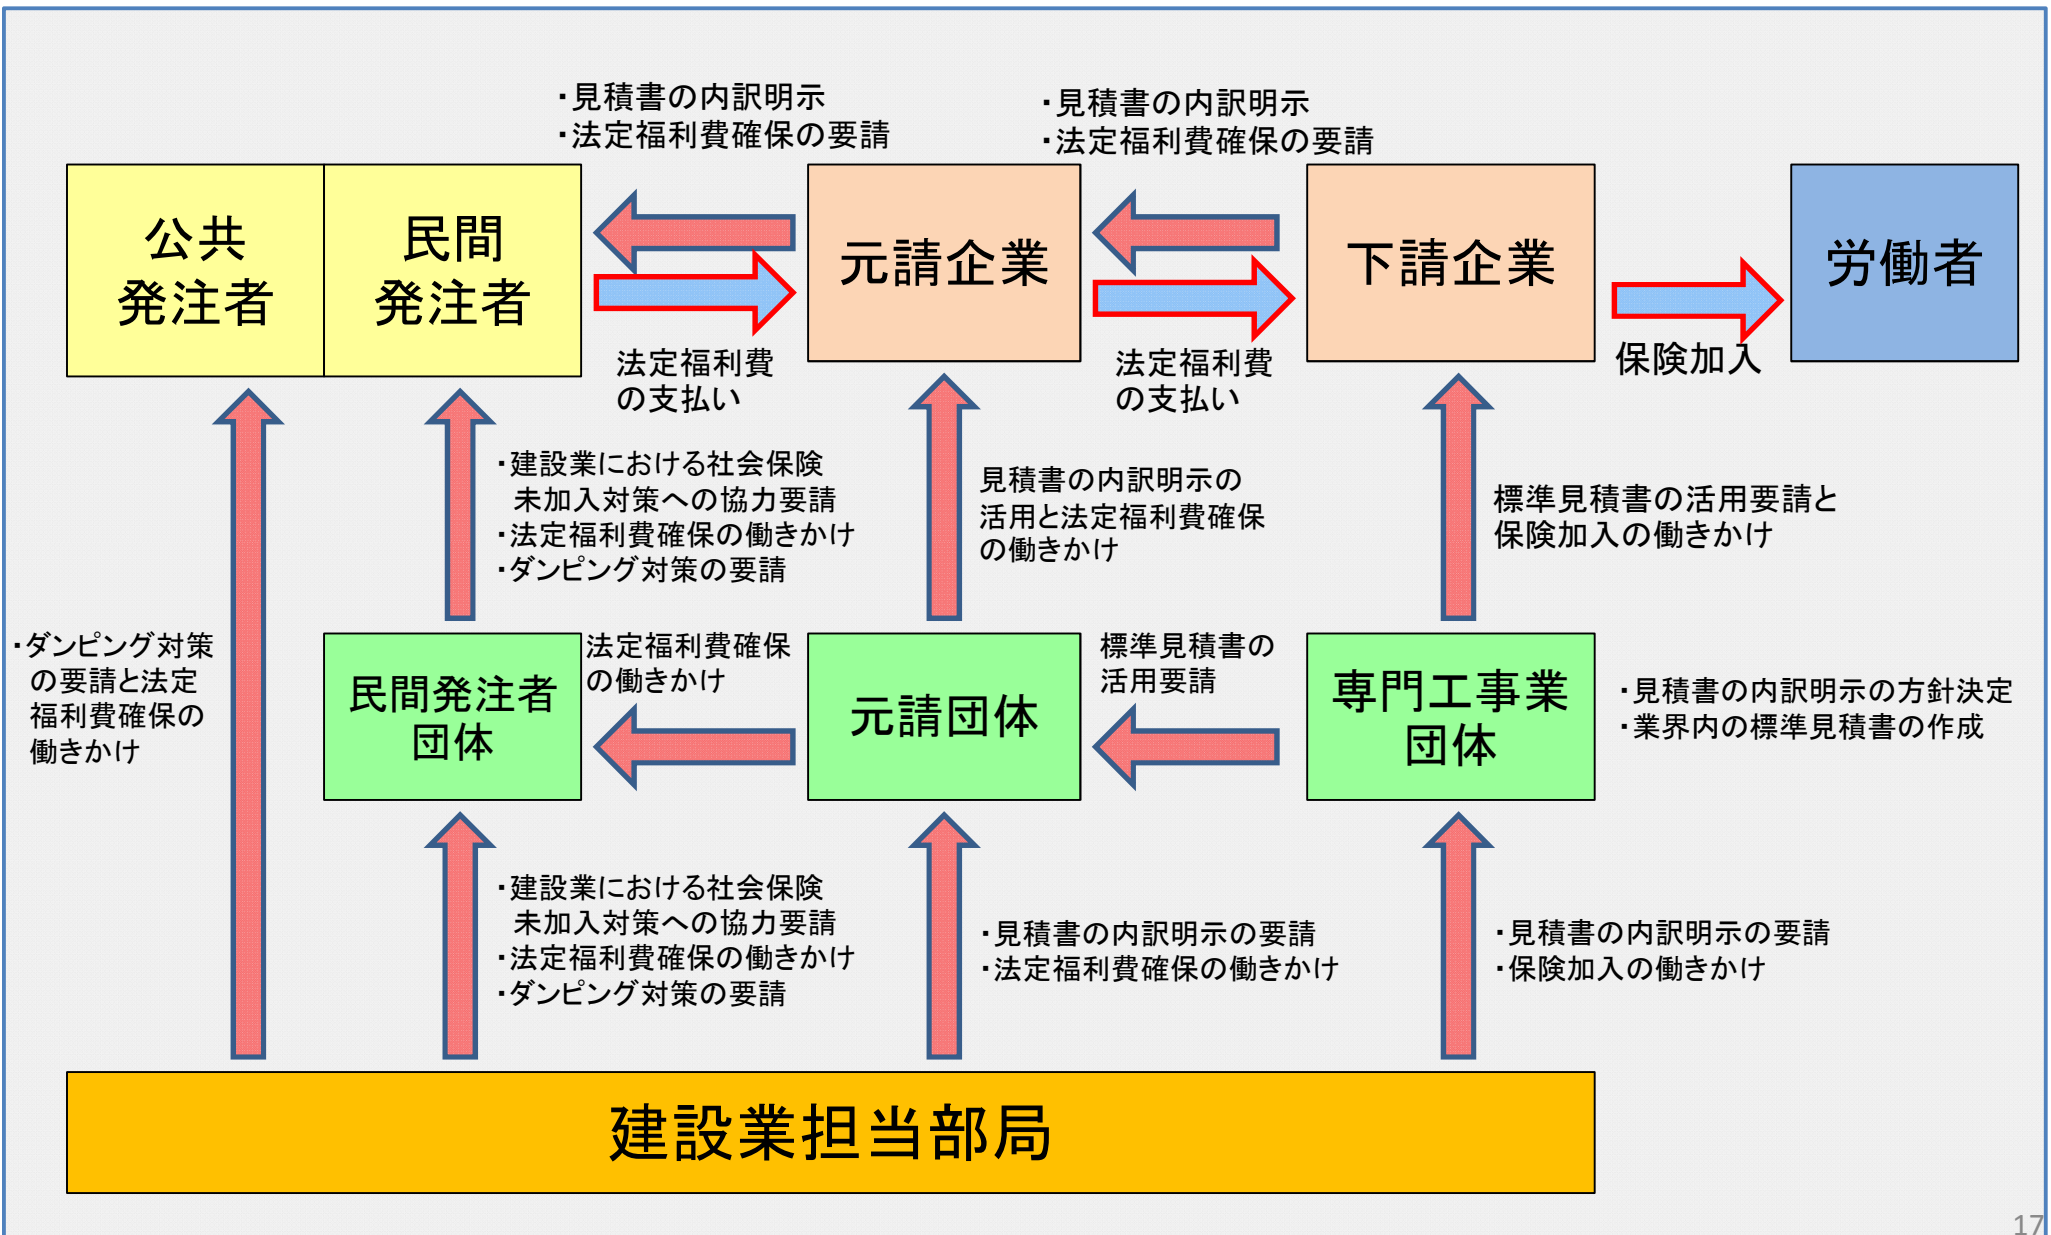 ・見積書の内訳明示
・法定福利費確保の要請
・見積書の内訳明示
・法定福利費確保の要請
公共
発注者
民間
発注者
元請企業
下請企業
労働者
法定福利費
の支払い
法定福利費
の支払い
保険加入
・建設業における社会保険
未加入対策への協力要請
・法定福利費確保の働きかけ
・ダンピング対策の要請
見積書の内訳明示の
活用と法定福利費確保
の働きかけ
標準見積書の活用要請と
保険加入の働きかけ
・ダンピング対策
の要請と法定
福利費確保の
働きかけ
民間発注者
団体
法定福利費確保
の働きかけ
元請団体
標準見積書の
活用要請
専門工事業
団体
・見積書の内訳明示の方針決定
・業界内の標準見積書の作成
・建設業における社会保険
未加入対策への協力要請
・法定福利費確保の働きかけ
・ダンピング対策の要請
・見積書の内訳明示の要請
・法定福利費確保の働きかけ
・見積書の内訳明示の要請
・保険加入の働きかけ
建設業担当部局
17